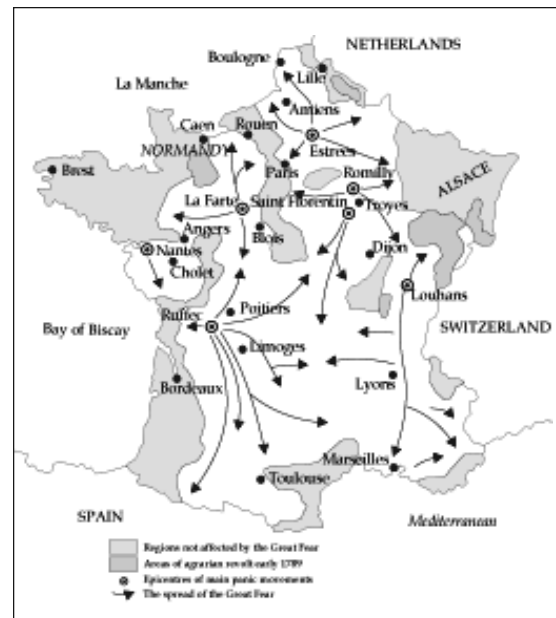 NETHERLANDS
Boulogne
Lille
La Manche
Amiens
Caen
Rouen
Estrees
NORMANDY
Paris
Romilly
ALSACE
Brest
La Farte
Saint Florentin
Troyes
Angers
Blois
Dijon
Nantes
Cholet
Louhans
Ruffec
Poitiers
Bay of Biscay
SWITZERLAND
Limoges
Lyons
Bordeaux
Marseilles
Toulouse
SPAIN
Mediterranean
Regions not affected by the Great Fear
Areas of agrarian revolt early 1789
Epicentres of main panic movements
The spread of the Great Fear